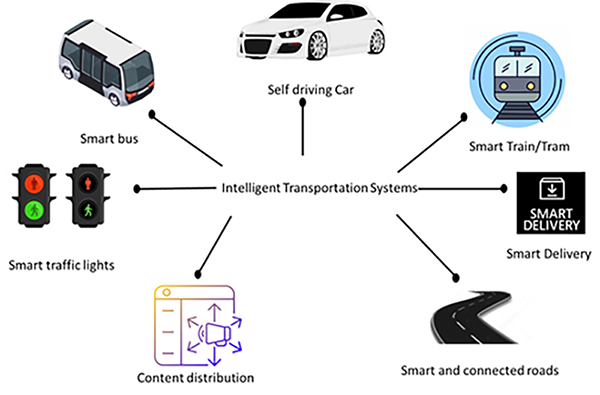 Self driving Car
Smart bus
Smart Train/Tram
Intelligent Transportation Systems
SMART
DELIVERY
Smart traffic lights
Smart Delivery
Content distribution
Smart and connected roads